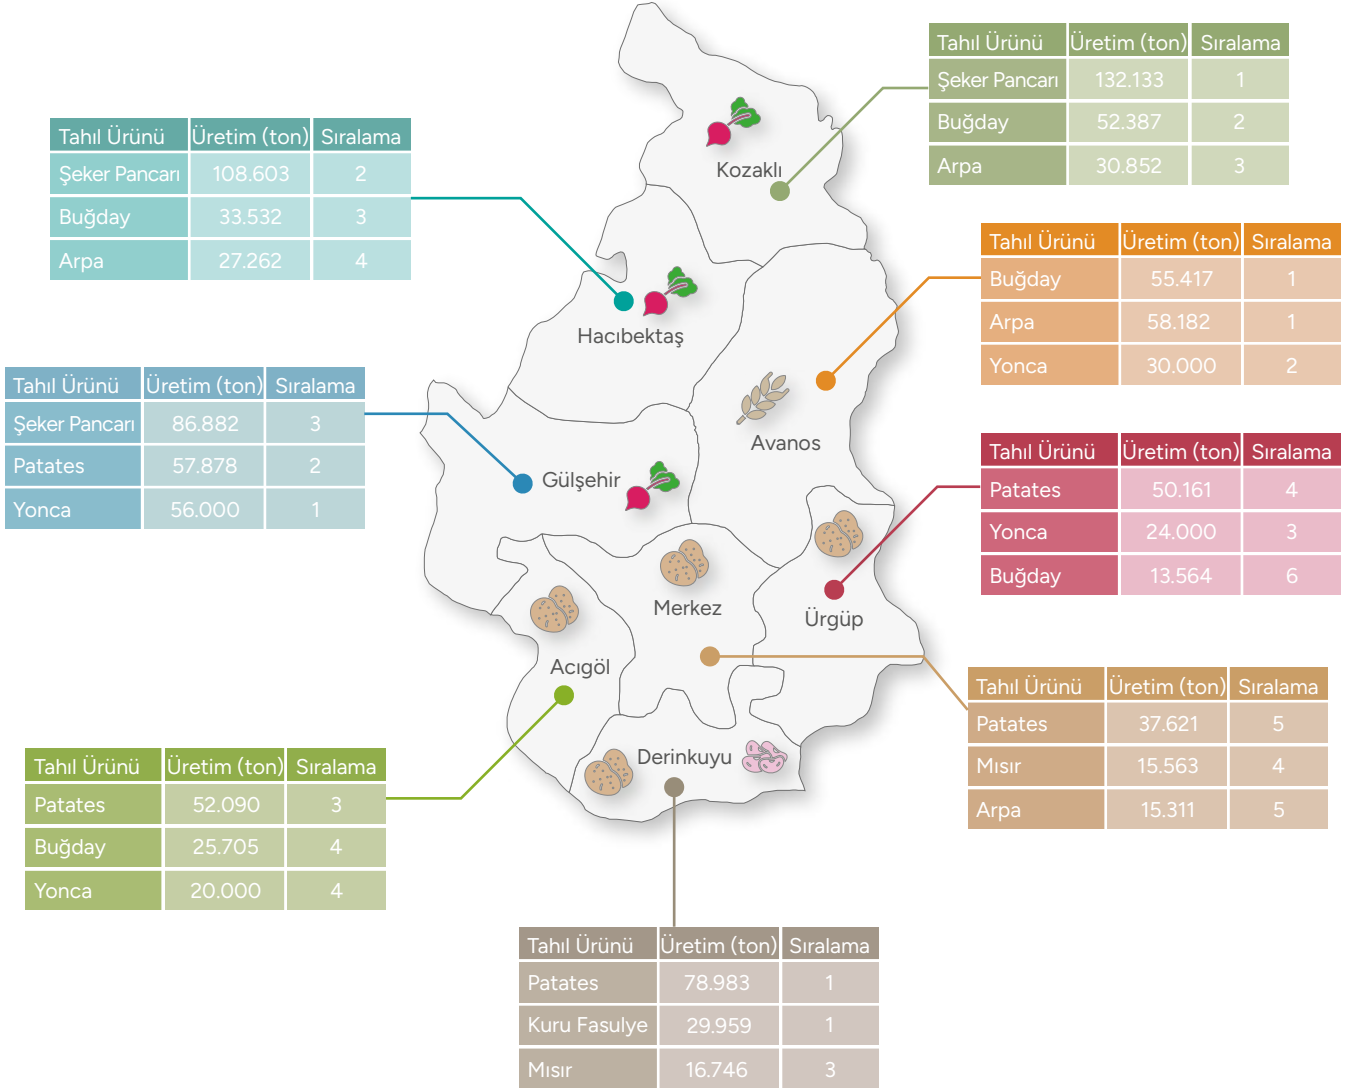 Tahıl Ürünü Üretim (ton) Sıralama
Şeker Pancarı 132.133 1
Buğday 52.387 2
Arpa 30.852 3
Tahıl Ürünü Üretim (ton) Sıralama
Şeker Pancarı 108.603 2
Buğday 33.532 3
Arpa 27.262 4
Kozaklı
Tahıl Ürünü Üretim (ton) Sıralama
Buğday 55.417 1
Arpa 58.182 1
Yonca 30.000 2
Hacıbektaş
Tahıl Ürünü Üretim (ton) Sıralama
Şeker Pancarı 86.882 3
Patates 57.878 2
Yonca 56.000 1
Avanos
Gülşehir
Tahıl Ürünü Üretim (ton) Sıralama
Patates 50.161 4
Yonca 24.000 3
Buğday 13.564 6
Merkez
Ürgüp
Acıgöl
Tahıl Ürünü Üretim (ton) Sıralama
Patates 37.621 5
Mısır 15.563 4
Arpa 15.311 5
Derinkuyu
Tahıl Ürünü Üretim (ton) Sıralama
Patates 52.090 3
Buğday 25.705 4
Yonca 20.000 4
Tahıl Ürünü Üretim (ton) Sıralama
Patates 78.983 1
Kuru Fasulye 29.959 1
Mısır 16.746 3